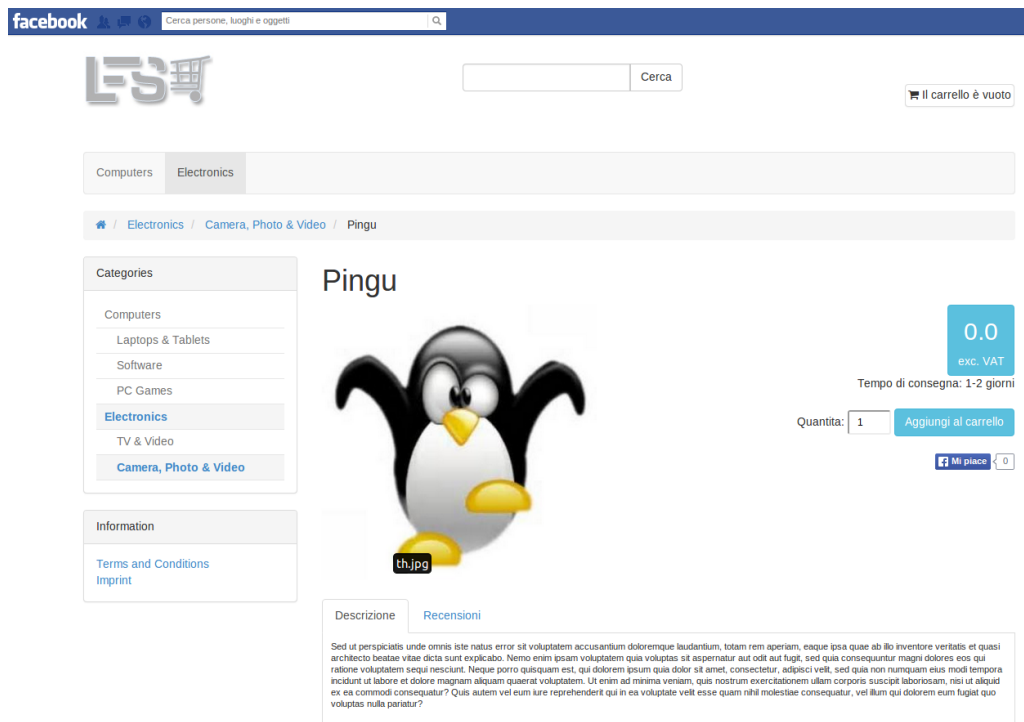 facebook
Cerca persone, luoghi e oggetti
LFS
Cerca
Il carrello è vuoto
Computers
Electronics
/ Electronics / Camera, Photo & Video / Pingu
Categories
Computers
Laptops & Tablets
Software
PC Games
Electronics
TV & Video
Camera, Photo & Video
Information
Terms and Conditions
Imprint
Pingu
th.jpg
0.0
exc. VAT
Tempo di consegna: 1-2 giorni
Quantita: 1 Aggiungi al carrello
Mi piace 0
Descrizione
Recensioni
Sed ut perspiciatis unde omnis iste natus error sit voluptatem accusantium doloremque laudantium, totam rem aperiam, eaque ipsa quae ab illo inventore veritatis et quasi
architecto beatae vitae dicta sunt explicabo. Nemo enim ipsam voluptatem quia voluptas sit aspernatur aut odit aut fugit, sed quia consequuntur magni dolores eos qui
ratione voluptatem sequi nesciunt. Neque porro quisquam est, qui dolorem ipsum quia dolor sit amet, consectetur, adipisci velit, sed quia non numquam eius modi tempora
incidunt ut labore et dolore magnam aliquam quaerat voluptatem. Ut enim ad minima veniam, quis nostrum exercitationem ullam corporis suscipit laboriosam, nisi ut aliquid
ex ea commodi consequatur? Quis autem vel eum iure reprehenderit qui in ea voluptate velit esse quam nihil molestiae consequatur, vel illum qui dolorem eum fugiat quo
voluptas nulla pariatur?